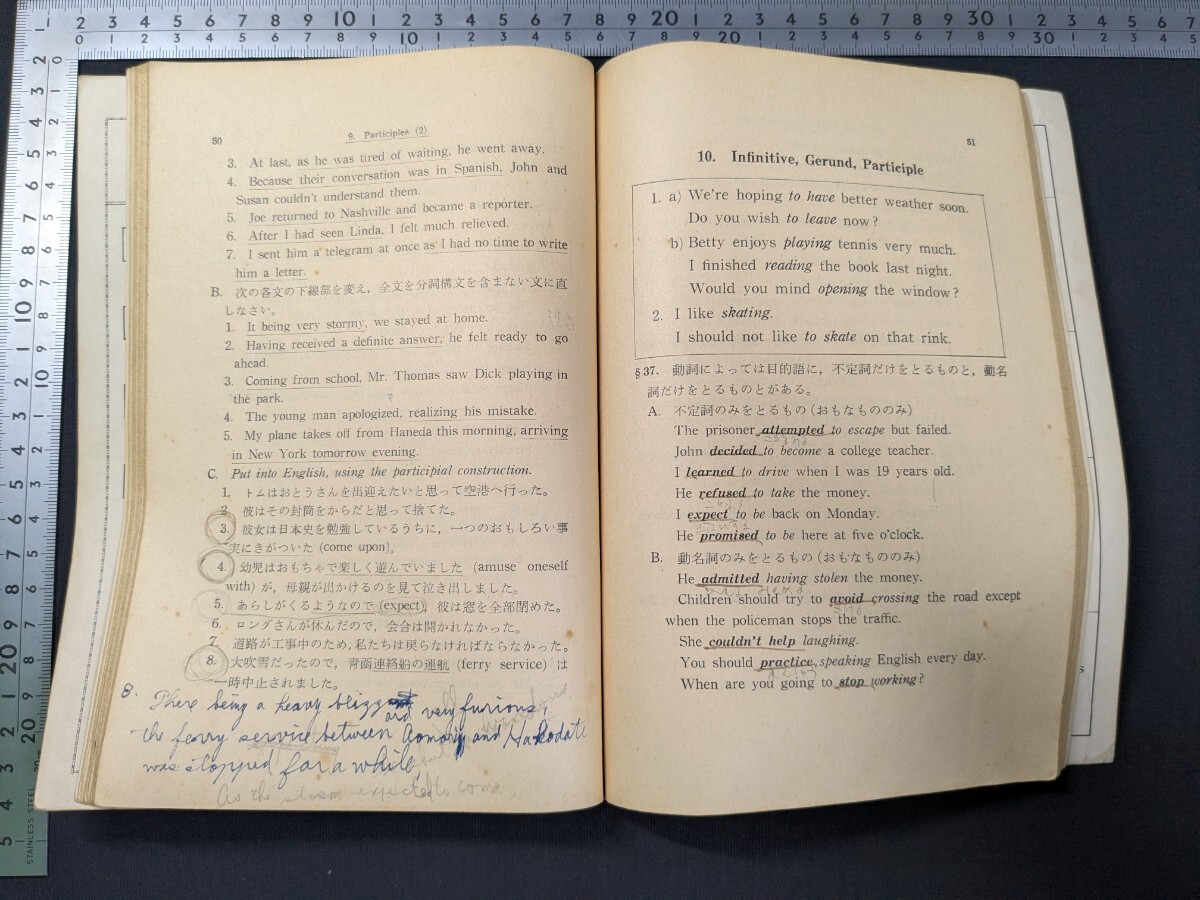 50
9. Participles (2)
3. At last, as he was tired of waiting, he went away.
4. Because their conversation was in Spanish, John and
Susan couldn't understand them.
5. Joe returned to Nashville and became a reporter.
6. After I had seen Linda, I felt much relieved.
7. I sent him a telegram at once as I had no time to write
him a letter.
B. 次の各文の下線部を変え，全文を分詞構文を含まない文に直
しなさい。
1. It being very stormy, we stayed at home.
2. Having received a definite answer, he felt ready to go
ahead.
3. Coming from school, Mr. Thomas saw Dick playing in
the park.
4. The young man apologized, realizing his mistake.
5. My plane takes off from Haneda this morning, arriving
in New York tomorrow evening.
C. Put into English, using the participial construction.
1. トムはおとうさんを出迎えたいと思って空港へ行った。
2. 彼はその封筒をからだと思って捨てた。
3. 彼女は日本史を勉強しているうちに，一つのおもしろい事
実にきがついた (come upon)。
4. 幼児はおもちゃで楽しく遊んでいました (amuse oneself
with) が，母親が出かけるのを見て泣き出しました。
5. あらしがくるようなので (expect)，彼は窓を全部閉めた。
6. ロングさんが休んだので，会合は開かれなかった。
7. 道路が工事中のため，私たちは戻らなければならなかった。
8. 大吹雪だったので，青函連絡船の運航 (ferry service) は
一時中止されました。
8. There being a heavy blizzard very furious,
the ferry service between Aomory and Hakodate
was stopped for a while,
As the storm expected to come
51
10. Infinitive, Gerund, Participle
1. a) We're hoping to have better weather soon.
Do you wish to leave now?
b) Betty enjoys playing tennis very much.
I finished reading the book last night.
Would you mind opening the window?
2. I like skating.
I should not like to skate on that rink.
§37. 動詞によっては目的語に，不定詞だけをとるものと，動名
詞だけをとるものとがある。
A. 不定詞のみをとるもの（おもなもののみ）
The prisoner attempted to escape but failed.
John decided to become a college teacher.
I learned to drive when I was 19 years old.
He refused to take the money.
I expect to be back on Monday.
He promised to be here at five o'clock.
B. 動名詞のみをとるもの（おもなもののみ）
He admitted having stolen the money.
Children should try to avoid crossing the road except
when the policeman stops the traffic.
She couldn't help laughing.
You should practice speaking English every day.
When are you going to stop working?
STAINLESS STEEL